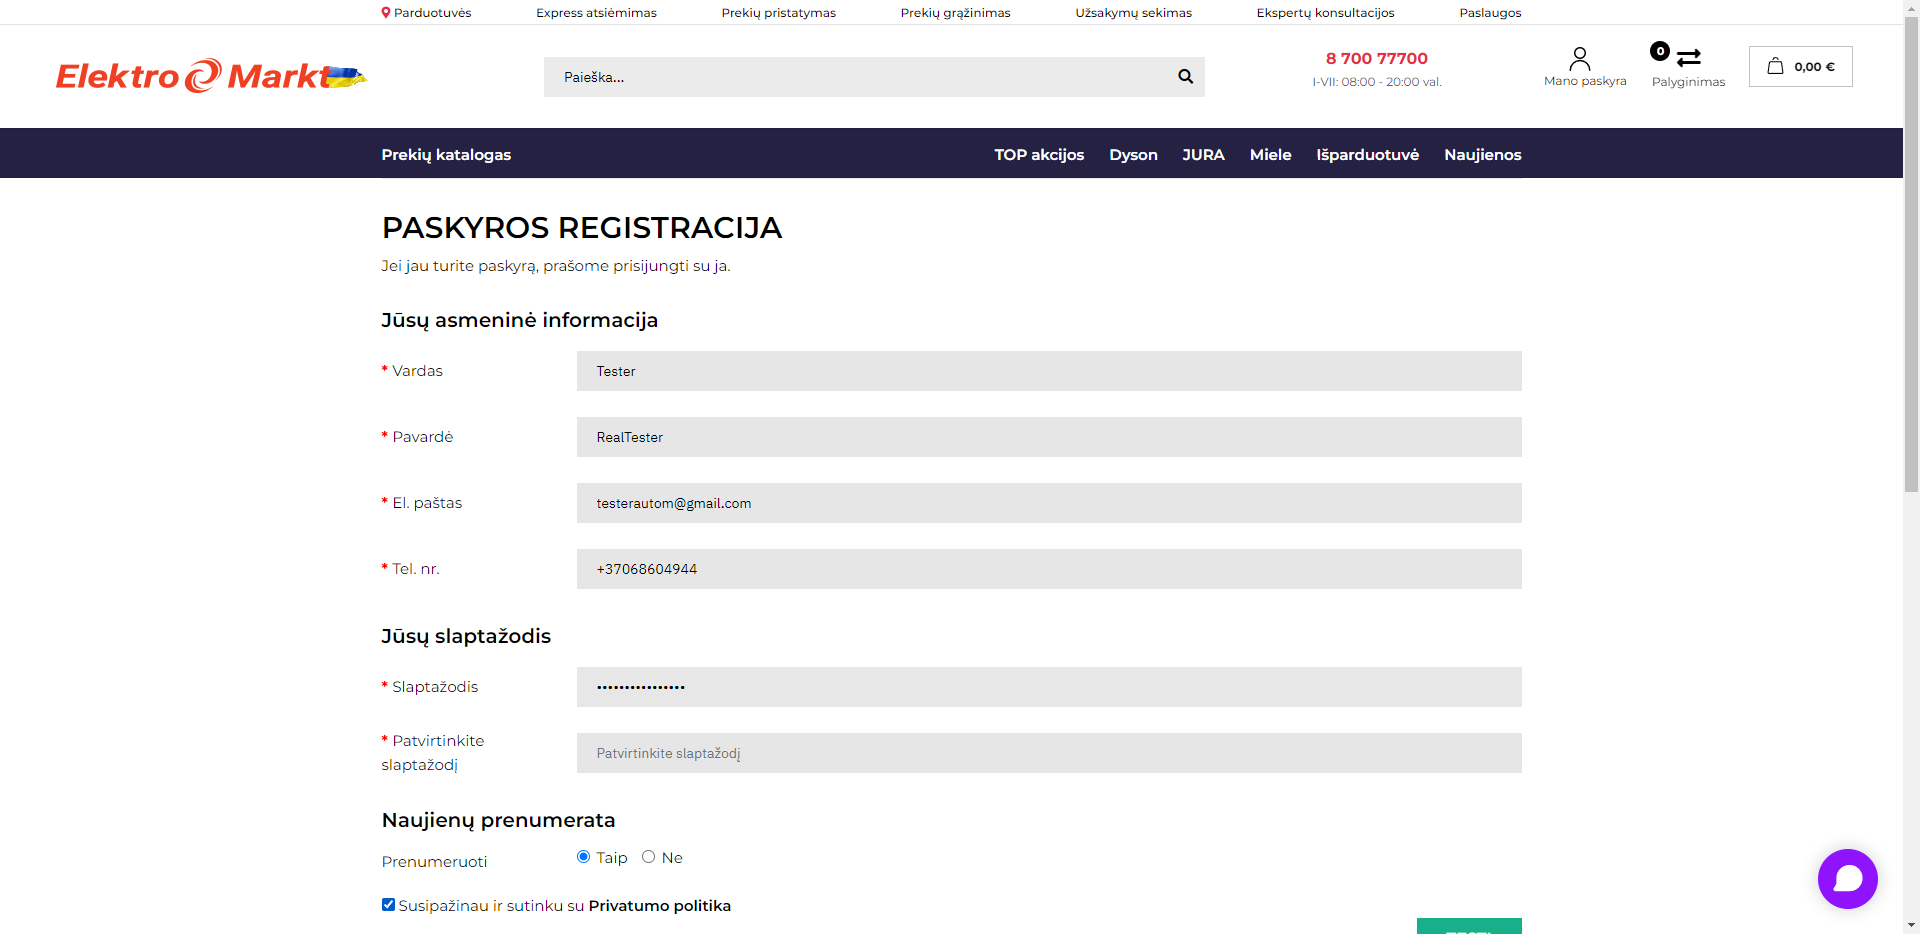 Parduotuvės Express atsiėmimas Prekių pristatymas Prekių grąžinimas Užsakymų sekimas Ekspertų konsultacijos Paslaugos
Elektro Markt
Paieška...
8 700 77700
I-VII: 08:00 - 20:00 val.
Mano paskyra
0
Palyginimas
0,00 €
Prekių katalogas TOP akcijos Dyson JURA Miele Išparduotuvė Naujienos
PASKYROS REGISTRACIJA
Jei jau turite paskyrą, prašome prisijungti su ja.
Jūsų asmeninė informacija
* Vardas Tester
* Pavardė RealTester
* El. paštas testerautom@gmail.com
* Tel. nr. +37068604944
Jūsų slaptažodis
* Slaptažodis ••••••••••••••••
* Patvirtinkite
slaptažodį
Patvirtinkite slaptažodį
Naujienų prenumerata
Prenumeruoti Taip Ne
Susipažinau ir sutinku su Privatumo politika